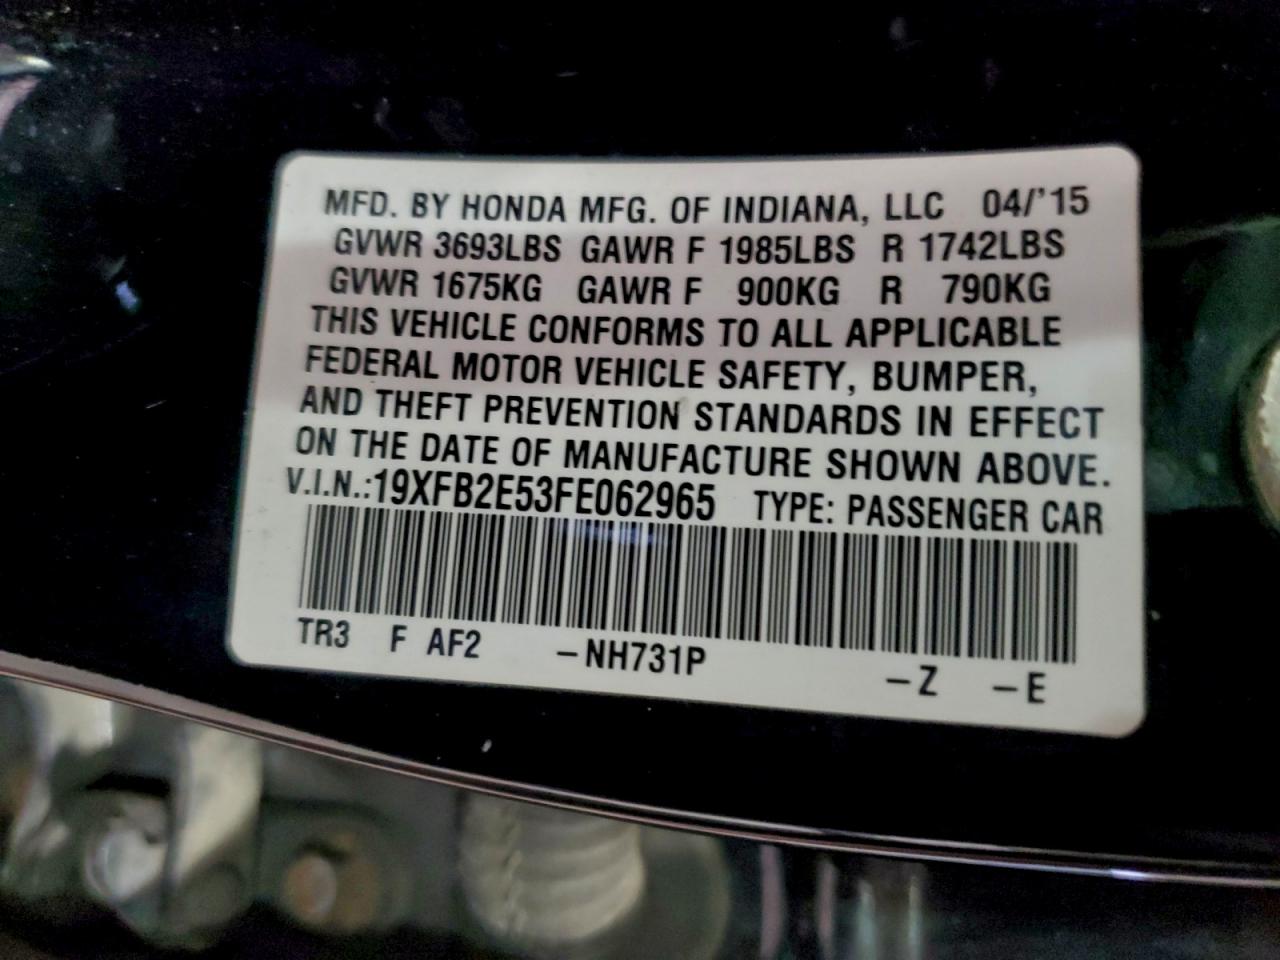 MFD. BY HONDA MFG. OF INDIANA, LLC 04/'15
GVWR 3693LBS GAWR F 1985LBS R 1742LBS
GVWR 1675KG GAWR F 900KG R 790KG
THIS VEHICLE CONFORMS TO ALL APPLICABLE
FEDERAL MOTOR VEHICLE SAFETY, BUMPER,
AND THEFT PREVENTION STANDARDS IN EFFECT
ON THE DATE OF MANUFACTURE SHOWN ABOVE.
V.I.N.:19XFB2E53FE062965 TYPE: PASSENGER CAR
TR3 F AF2 –NH731P –Z –E